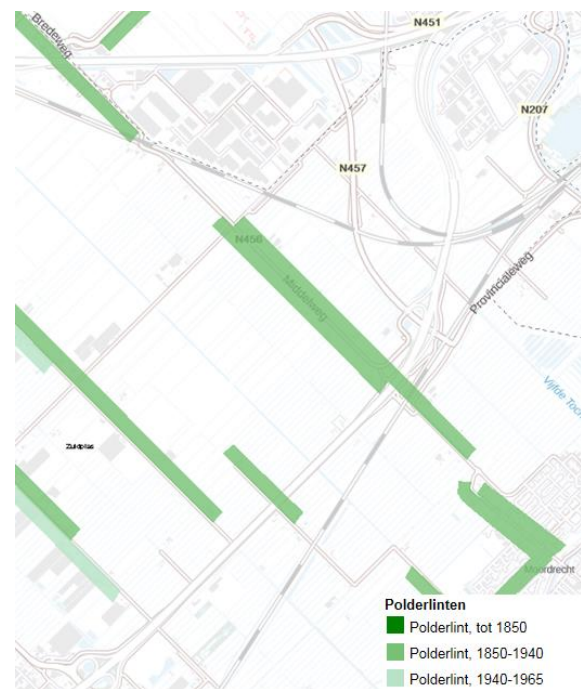 Bredeweg
N451
N207
N457
N456
Middelweg
Provincialeweg
Vijfde Toch
Zuidplas
Moordrecht
Polderlinten
Polderlint, tot 1850
Polderlint, 1850-1940
Polderlint, 1940-1965